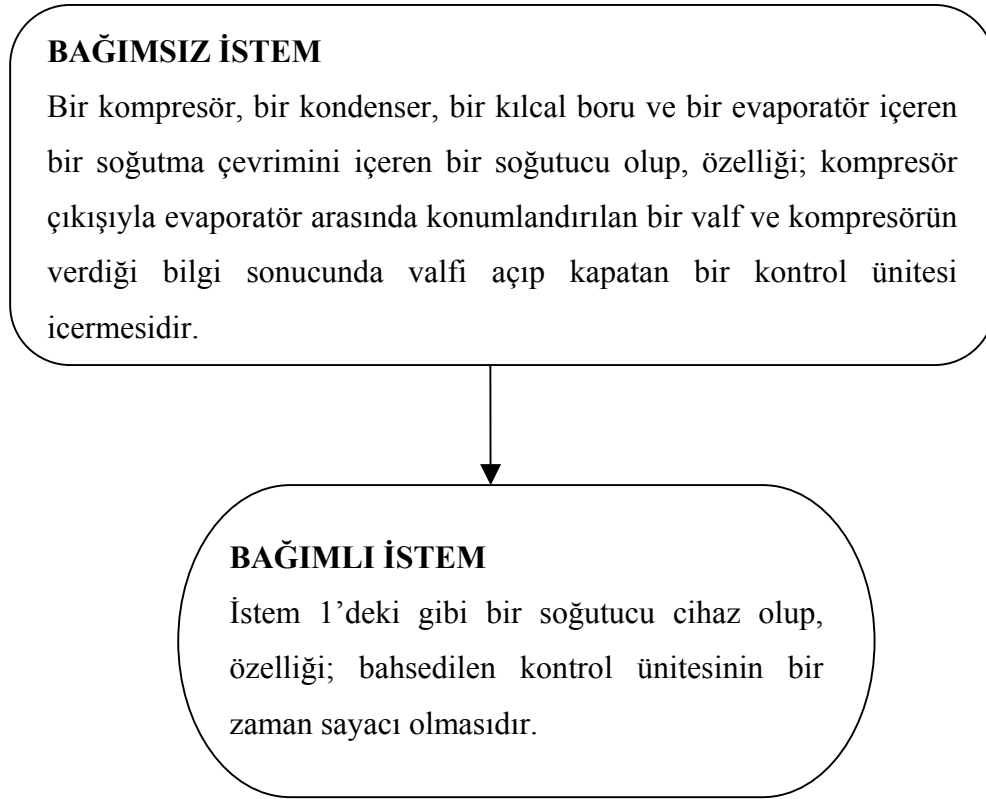 BAĞIMSIZ İSTEM
Bir kompresör, bir kondenser, bir kılcal boru ve bir evaporatör içeren
bir soğutma çevrimini içeren bir soğutucu olup, özelliği; kompresör
çıkışıyla evaporatör arasında konumlandırılan bir valf ve kompresörün
verdiği bilgi sonucunda valfi açıp kapatan bir kontrol ünitesi
icermesidir.
BAĞIMLI İSTEM
İstem 1’deki gibi bir soğutucu cihaz olup,
özelliği; bahsedilen kontrol ünitesinin bir
zaman sayacı olmasıdır.